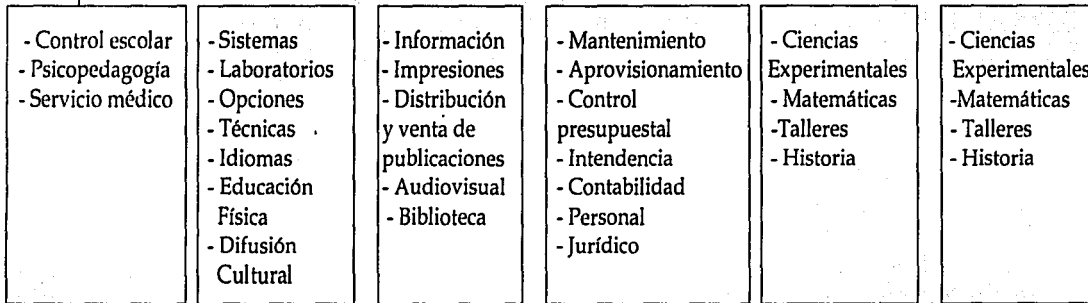 - Control escolar
- Psicopedagogía
- Servicio médico
- Sistemas
- Laboratorios
- Opciones
- Técnicas
- Idiomas
- Educación
Física
- Difusión
Cultural
- Información
- Impresiones
- Distribución
y venta de
publicaciones
- Audiovisual
- Biblioteca
- Mantenimiento
- Aprovisionamiento
- Control
presupuestal
- Intendencia
- Contabilidad
- Personal
- Jurídico
- Ciencias
Experimentales
- Matemáticas
-Talleres
- Historia
- Ciencias
Experimentales
-Matemáticas
- Talleres
- Historia